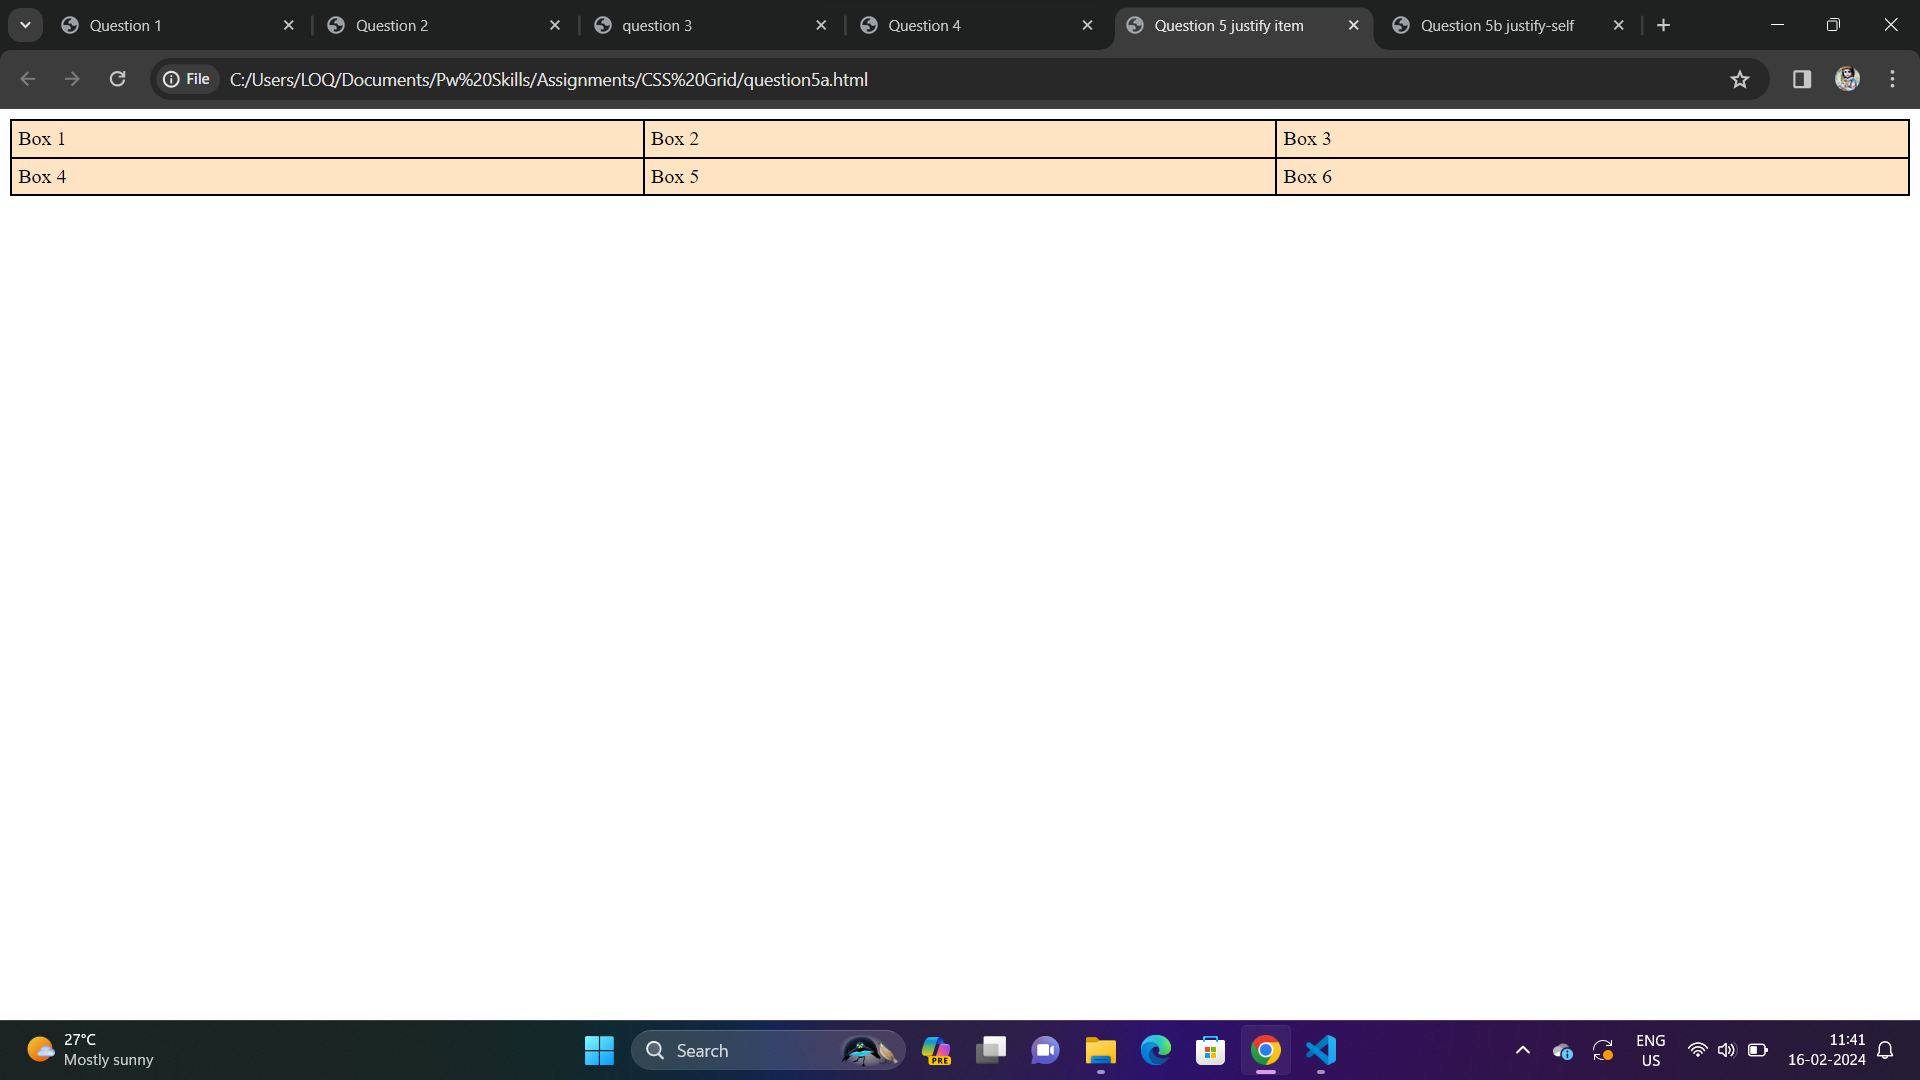 Question 1
Question 2
question 3
Question 4
Question 5 justify item
Question 5b justify-self
File
C:/Users/LOQ/Documents/Pw%20Skills/Assignments/CSS%20Grid/question5a.html
Box 1
Box 2
Box 3
Box 4
Box 5
Box 6
27°C
Mostly sunny
Search
PRE
ENG
US
11:41
16-02-2024